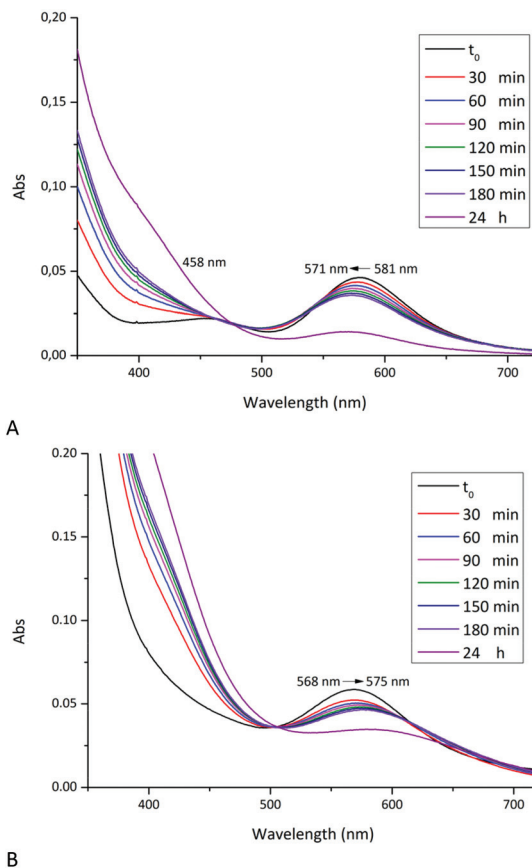 0,20
0,15
0,10
0,05
0,00
Abs
400 500 600 700
Wavelength (nm)
458 nm
571 nm ← 581 nm
t₀
30 min
60 min
90 min
120 min
150 min
180 min
24 h
A
0.20
0.15
0.10
0.05
0.00
Abs
400 500 600 700
Wavelength (nm)
568 nm → 575 nm
t₀
30 min
60 min
90 min
120 min
150 min
180 min
24 h
B